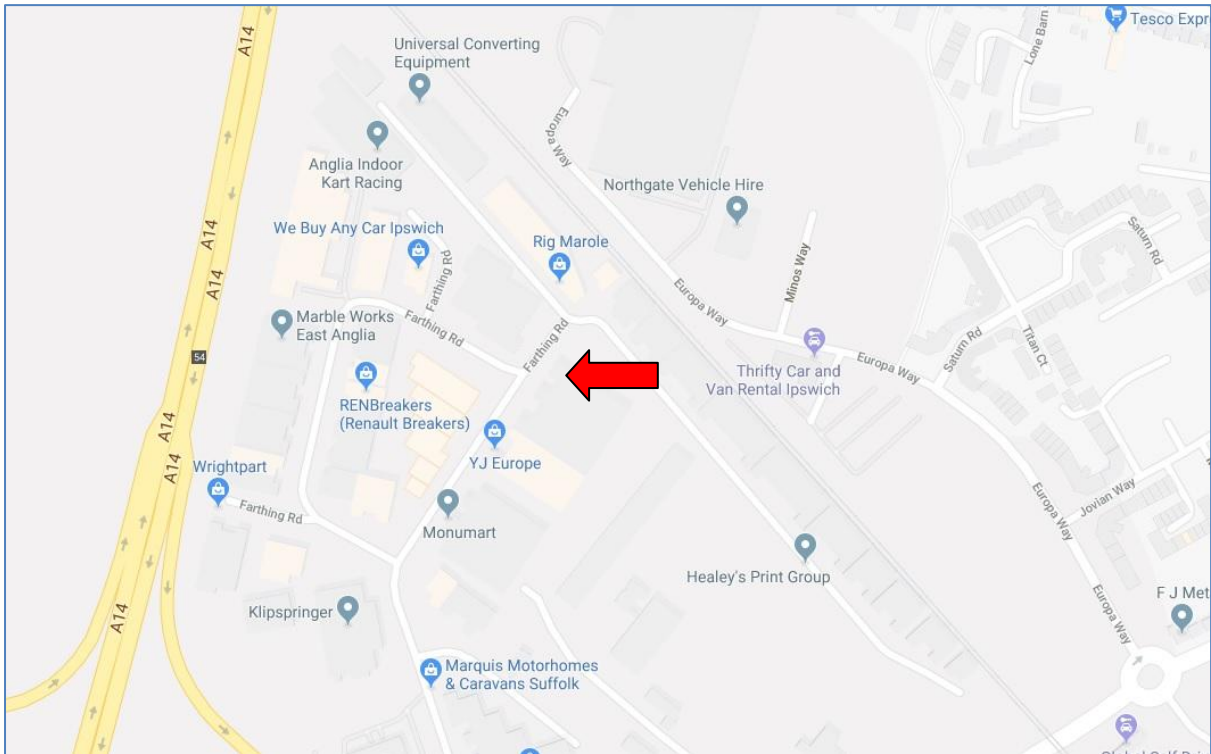 A14
Universal Converting
Equipment
Lone Barn
Tesco Expr
Europa Way
Anglia Indoor
Kart Racing
Northgate Vehicle Hire
A14
We Buy Any Car Ipswich
Rig Marole
Saturn Rd
Minos Way
Farthing Rd
A14
Europa Way
Marble Works
East Anglia
Farthing Rd
Farthing Rd
Saturn Rd
Titan Ct
54
Thrifty Car and
Van Rental Ipswich
Europa Way
RENBreakers
(Renault Breakers)
A14
A14
Wrightpart
YJ Europe
Farthing Rd
Europa Way
Jovian Way
Monumart
Healey's Print Group
A14
Klipspringer
Europa Way
F J Met
Marquis Motorhomes
& Caravans Suffolk